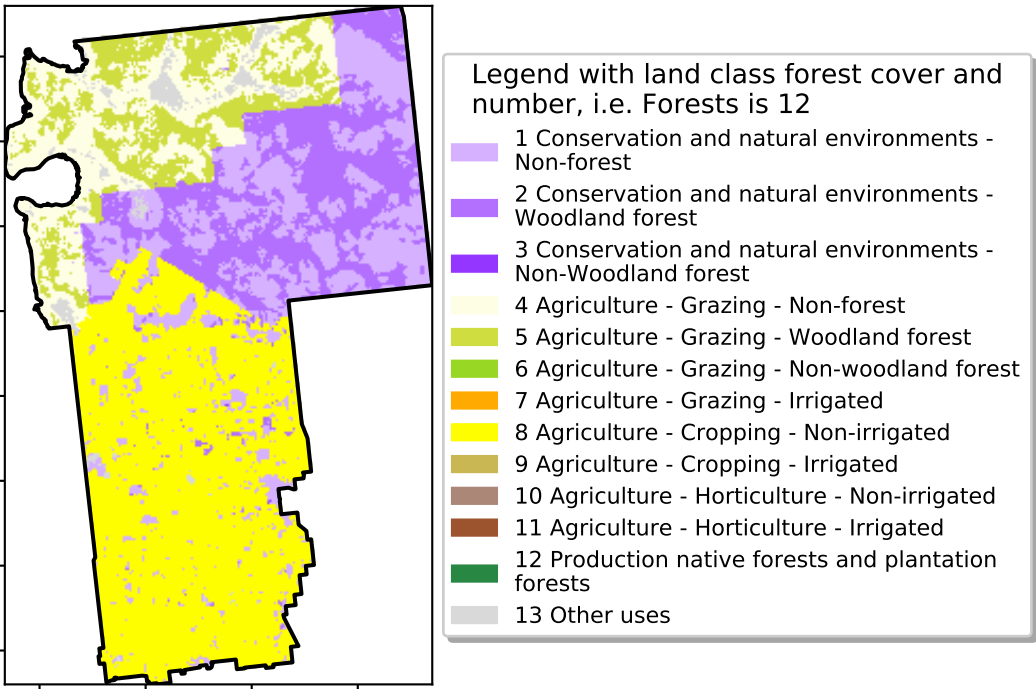 Legend with land class forest cover and
number, i.e. Forests is 12
1 Conservation and natural environments -
Non-forest
2 Conservation and natural environments -
Woodland forest
3 Conservation and natural environments -
Non-Woodland forest
4 Agriculture - Grazing - Non-forest
5 Agriculture - Grazing - Woodland forest
6 Agriculture - Grazing - Non-woodland forest
7 Agriculture - Grazing - Irrigated
8 Agriculture - Cropping - Non-irrigated
9 Agriculture - Cropping - Irrigated
10 Agriculture - Horticulture - Non-irrigated
11 Agriculture - Horticulture - Irrigated
12 Production native forests and plantation
forests
13 Other uses